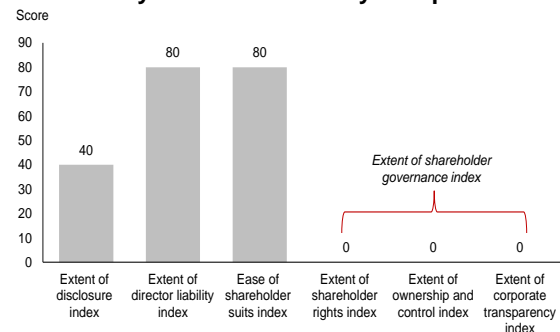 Score
90
80
70
60
50
40
30
20
10
0
40
80
80
0
0
0
Extent of shareholder
governance index
Extent of
disclosure
index
Extent of
director liability
index
Ease of
shareholder
suits index
Extent of
shareholder
rights index
Extent of
ownership and
control index
Extent of
corporate
transparency
index